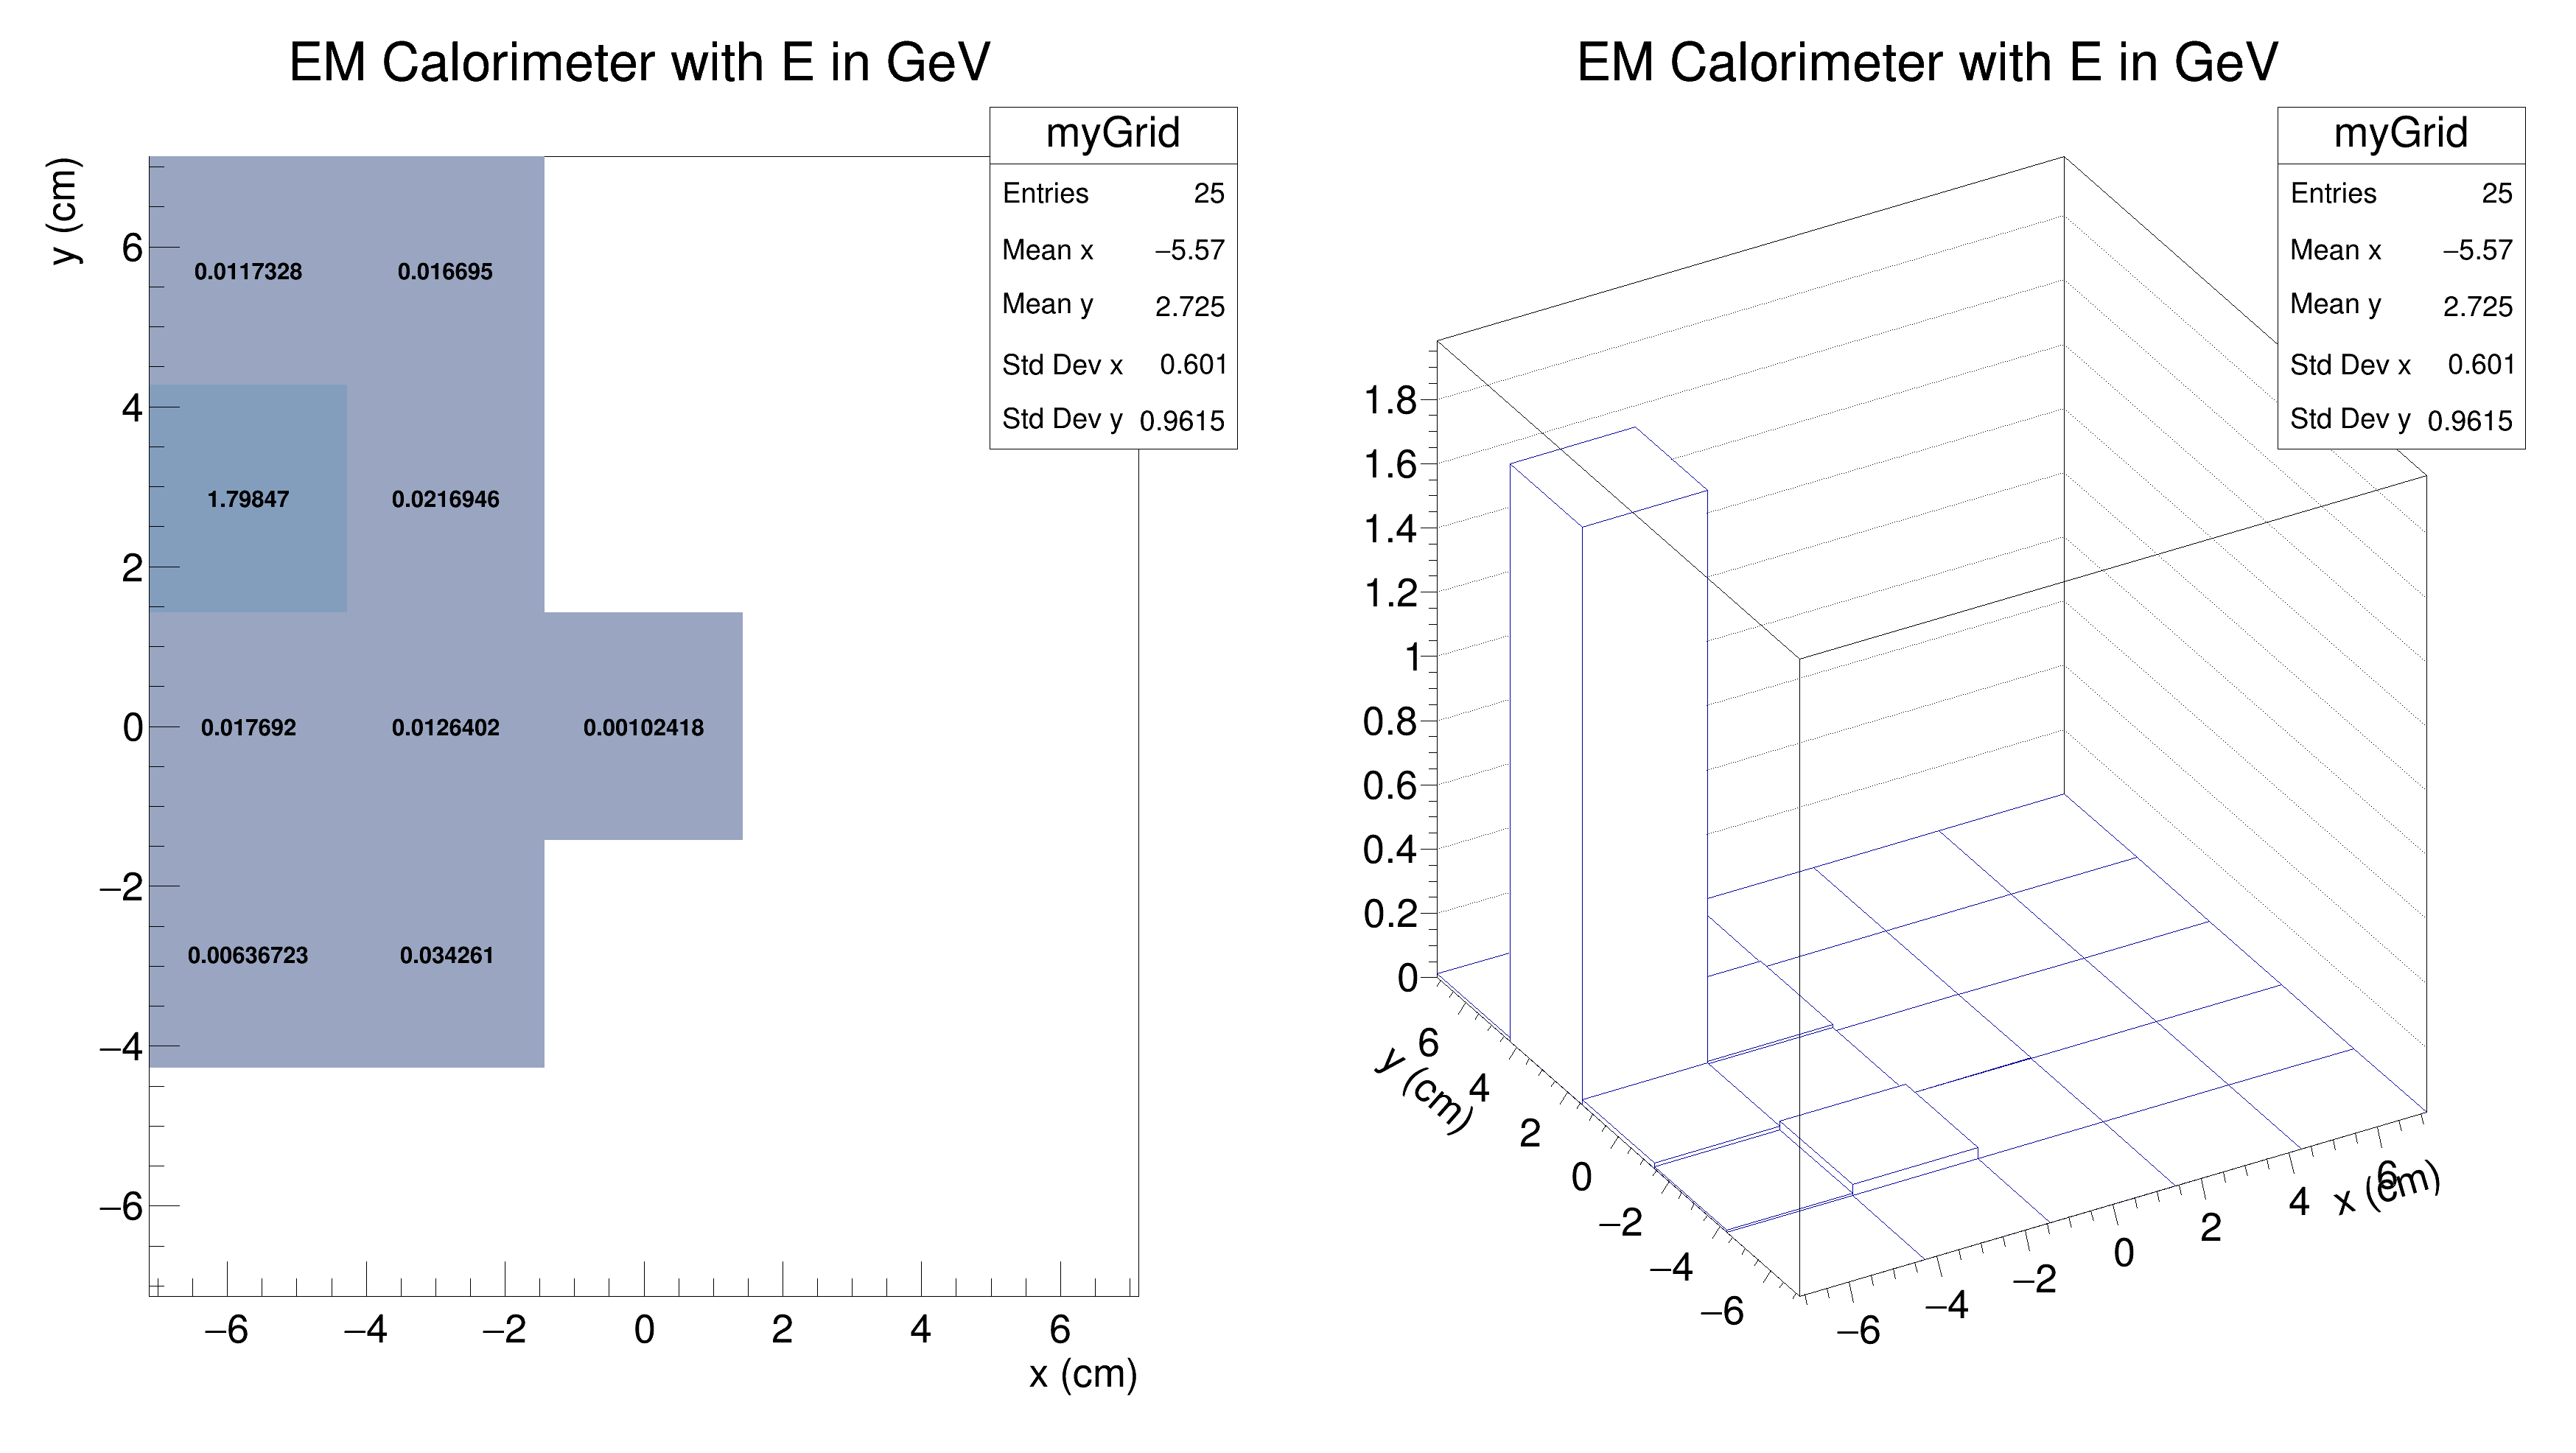 EM Calorimeter with E in GeV
myGrid
Entries 25
Mean x −5.57
Mean y 2.725
Std Dev x 0.601
Std Dev y 0.9615
y (cm)
6
4
2
0
−2
−4
−6
0.0117328 0.016695
1.79847 0.0216946
0.017692 0.0126402 0.00102418
0.00636723 0.034261
−6 −4 −2 0 2 4 6
x (cm)
EM Calorimeter with E in GeV
myGrid
Entries 25
Mean x −5.57
Mean y 2.725
Std Dev x 0.601
Std Dev y 0.9615
1.8
1.6
1.4
1.2
1
0.8
0.6
0.4
0.2
0
6
4
2
0
−2
−4
−6
y (cm)
−6
−4
−2
0
2
4
6
x (cm)